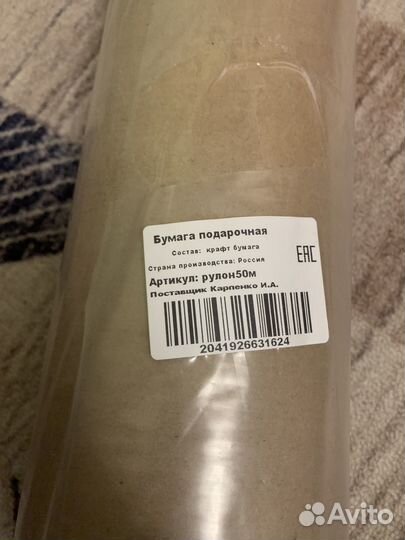 Бумага подарочная
Состав: крафт бумага
Страна производства: Россия
EAC
Артикул: рулон50м
Поставщик Карпенко И.А.
2041926631624
Avito